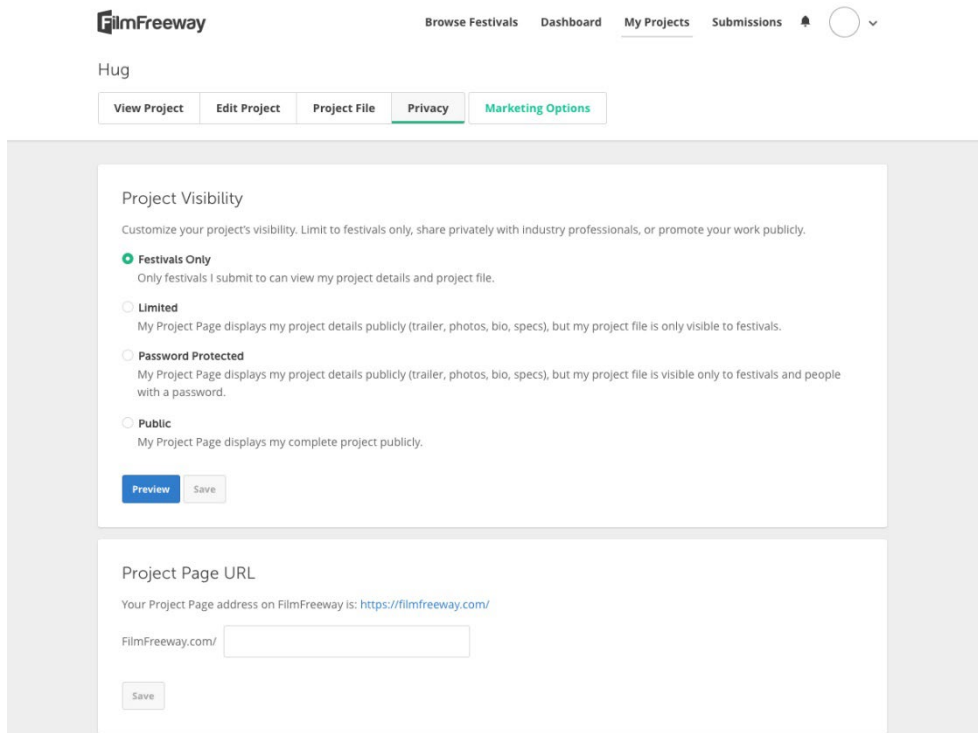 FilmFreeway
Browse Festivals Dashboard My Projects Submissions
Hug
View Project Edit Project Project File Privacy Marketing Options
Project Visibility
Customize your project's visibility. Limit to festivals only, share privately with industry professionals, or promote your work publicly.
Festivals Only
Only festivals I submit to can view my project details and project file.
Limited
My Project Page displays my project details publicly (trailer, photos, bio, specs), but my project file is only visible to festivals.
Password Protected
My Project Page displays my project details publicly (trailer, photos, bio, specs), but my project file is visible only to festivals and people
with a password.
Public
My Project Page displays my complete project publicly.
Preview Save
Project Page URL
Your Project Page address on FilmFreeway is: https://filmfreeway.com/
FilmFreeway.com/
Save